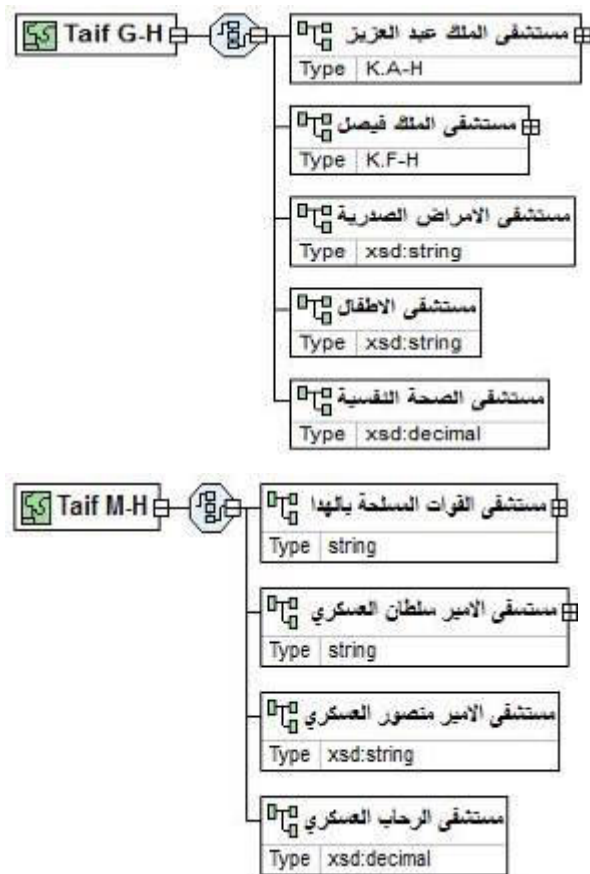 Taif G-H
مستشفى الملك عبد العزيز
Type K.A-H
مستشفى الملك فيصل
Type K.F-H
مستشفى الامراض الصدرية
Type xsd:string
مستشفى الاطفال
Type xsd:string
مستشفى الصحة النفسية
Type xsd:decimal
Taif M-H
مستشفى القوات المسلحة بالهدا
Type string
مستسفى الامير سلطان العسكري
Type string
مستشفى الامير منصور العسكري
Type xsd:string
مستشفى الرحاب العسكري
Type xsd:decimal